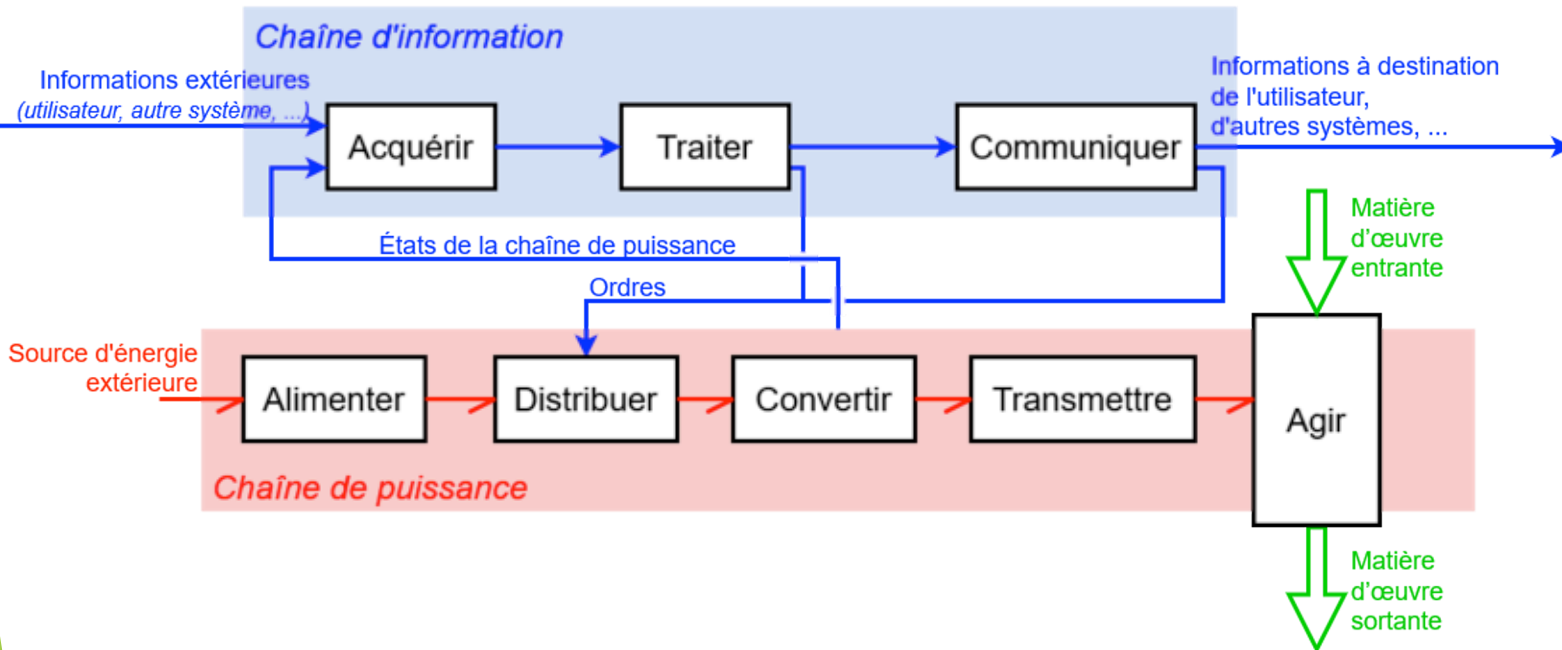 Chaîne d'information
Informations extérieures
(utilisateur, autre système, ...)
Informations à destination
de l'utilisateur,
d'autres systèmes, ...
Acquérir
Traiter
Communiquer
Matière
d’œuvre
entrante
États de la chaîne de puissance
Ordres
Source d'énergie
extérieure
Alimenter
Distribuer
Convertir
Transmettre
Agir
Chaîne de puissance
Matière
d’œuvre
sortante